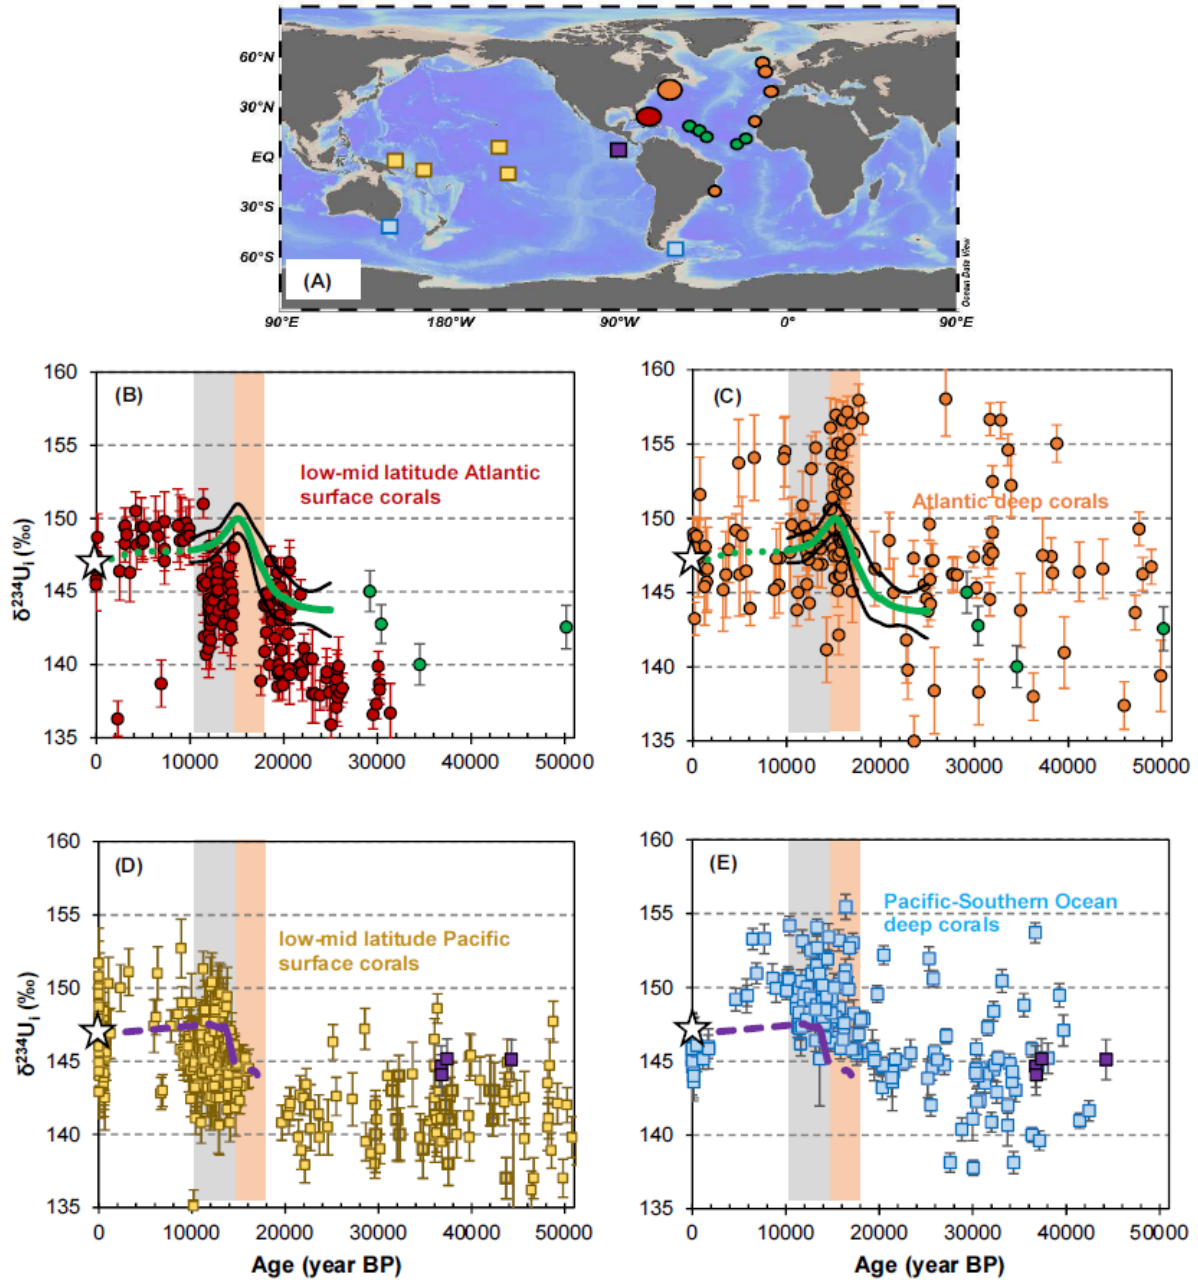 60°N
30°N
EQ
30°S
60°S
(A)
Ocean Data View
90°E
180°W
90°W
0°
90°E
160
(B)
155
low-mid latitude Atlantic
surface corals
150
145
140
135
δ²³⁴Uᵢ (‰)
0
10000
20000
30000
40000
50000
160
(C)
155
Atlantic deep corals
150
145
140
135
0
10000
20000
30000
40000
50000
160
(D)
155
low-mid latitude Pacific
surface corals
150
145
140
135
δ²³⁴Uᵢ (‰)
0
10000
20000
30000
40000
50000
Age (year BP)
160
(E)
155
Pacific-Southern Ocean
deep corals
150
145
140
135
0
10000
20000
30000
40000
50000
Age (year BP)